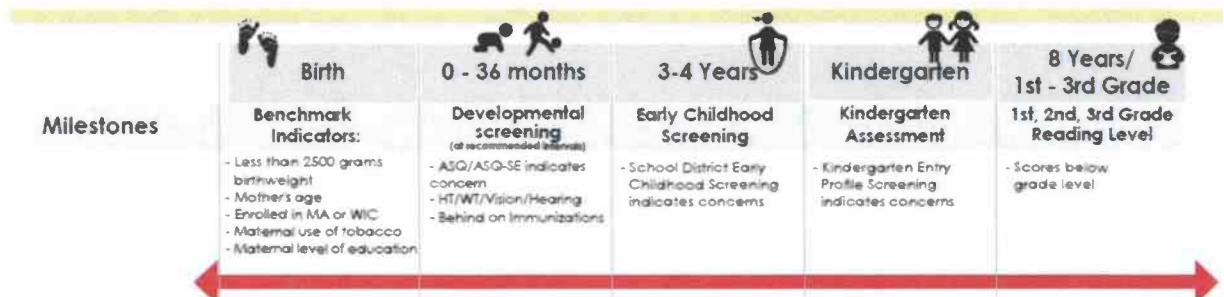 Milestones
Birth
Benchmark
Indicators:
- Less than 2500 grams
birthweight
- Mother's age
- Enrolled in MA or WIC
- Maternal use of tobacco
- Maternal level of education
0 - 36 months
Developmental
screening
(at recommended intervals)
- ASQ/ASQ-SE indicates
concern
- HT/WT/Vision/Hearing
- Behind on Immunizations
3-4 Years
Early Childhood
Screening
- School District Early
Childhood Screening
indicates concerns
Kindergarten
Kindergarten
Assessment
- Kindergarten Entry
Profile Screening
indicates concerns
8 Years/
1st - 3rd Grade
1st, 2nd, 3rd Grade
Reading Level
- Scores below
grade level